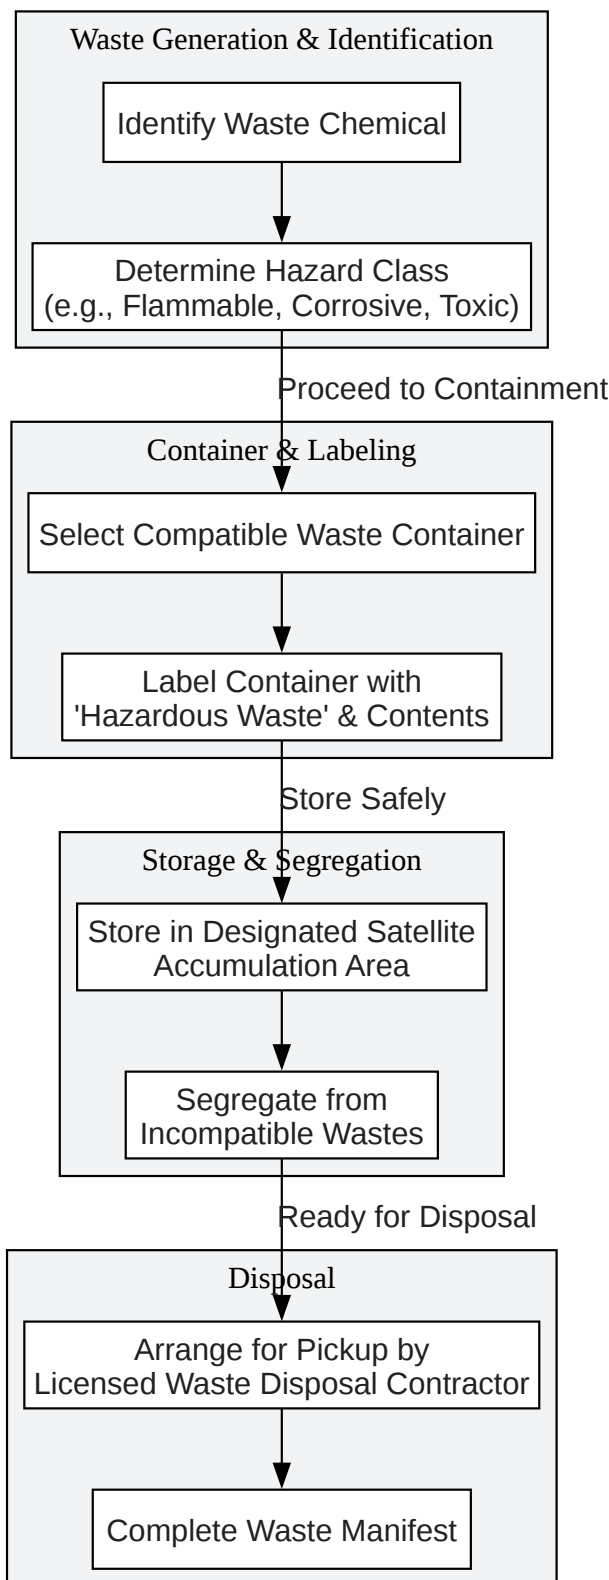 Waste Generation & Identification
Identify Waste Chemical
Determine Hazard Class
(e.g., Flammable, Corrosive, Toxic)
Proceed to Containment
Container & Labeling
Select Compatible Waste Container
Label Container with
'Hazardous Waste' & Contents
Store Safely
Storage & Segregation
Store in Designated Satellite
Accumulation Area
Segregate from
Incompatible Wastes
Ready for Disposal
Disposal
Arrange for Pickup by
Licensed Waste Disposal Contractor
Complete Waste Manifest